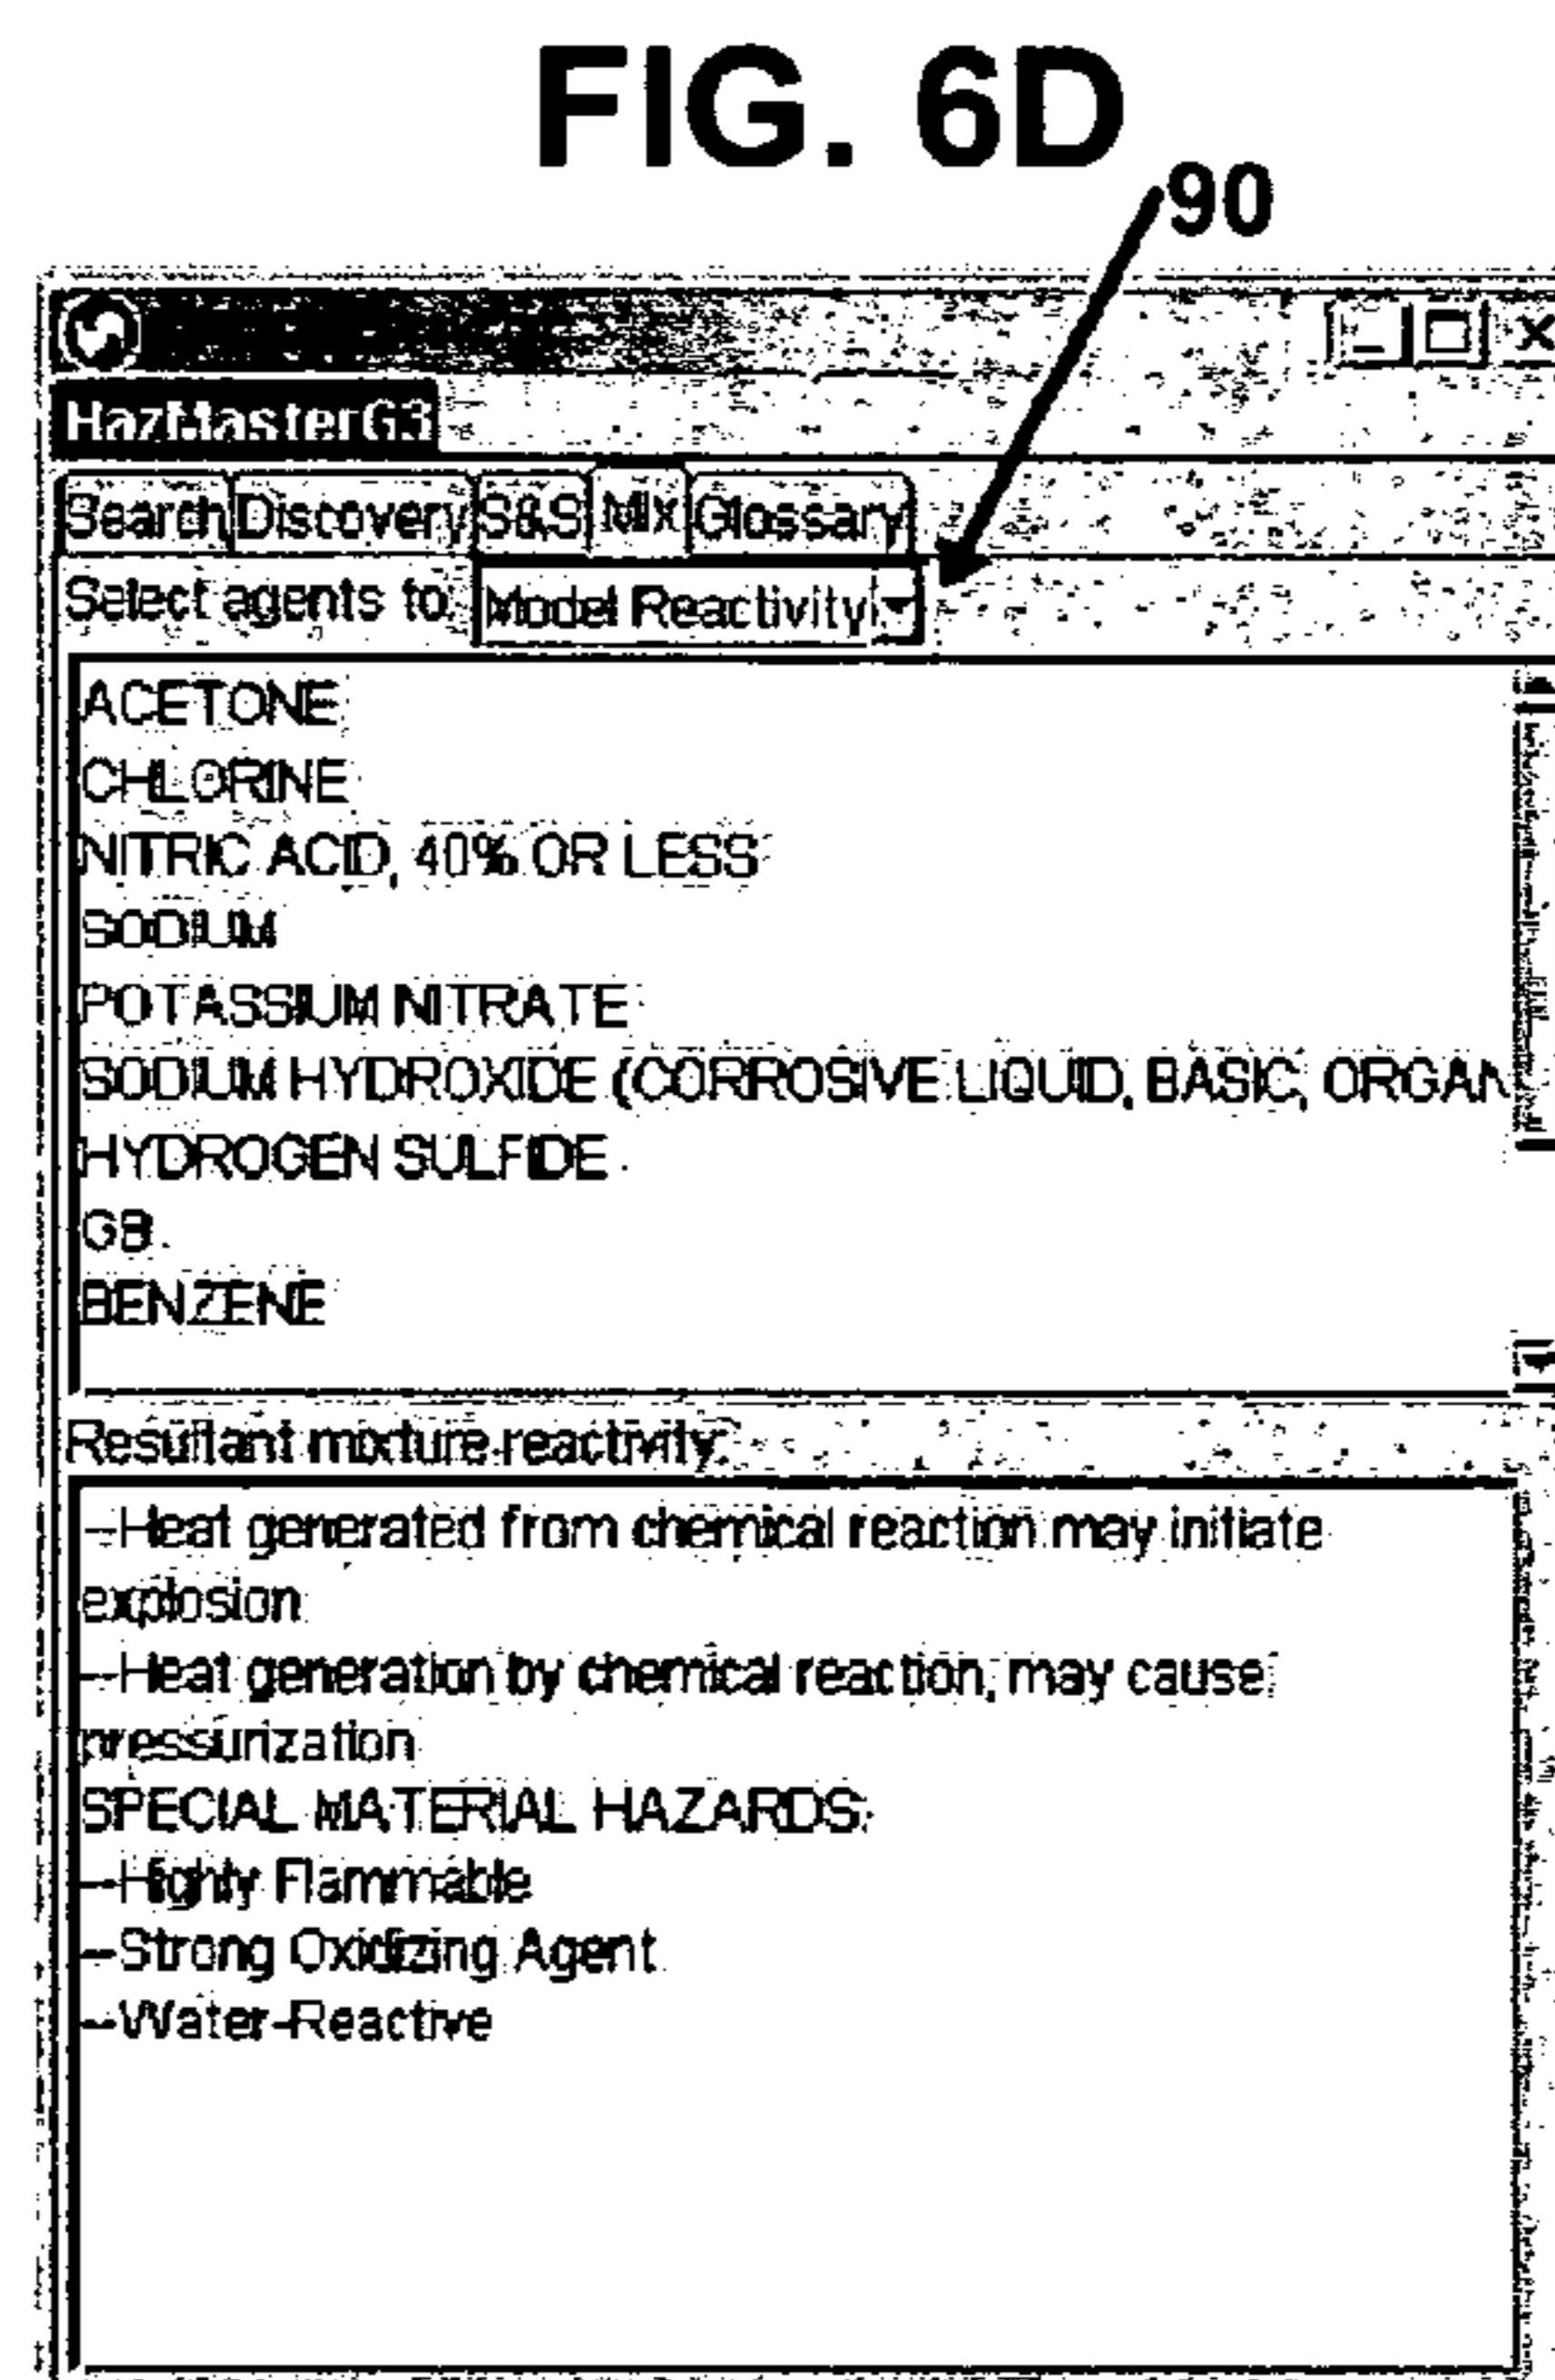 FIG. 6D
90
HazMasterG3
Search Discovery S&S Mix Glossary
Select agents to: Model Reactivity
ACETONE
CHLORINE
NITRIC ACID, 40% OR LESS
SODIUM
POTASSIUM NITRATE
SODIUM HYDROXIDE (CORROSIVE LIQUID, BASIC, ORGAN
HYDROGEN SULFIDE
GB
BENZENE
Resultant mixture reactivity:
--Heat generated from chemical reaction may initiate
explosion
--Heat generation by chemical reaction, may cause
pressurization
SPECIAL MATERIAL HAZARDS:
--Highly Flammable
--Strong Oxidizing Agent
--Water-Reactive